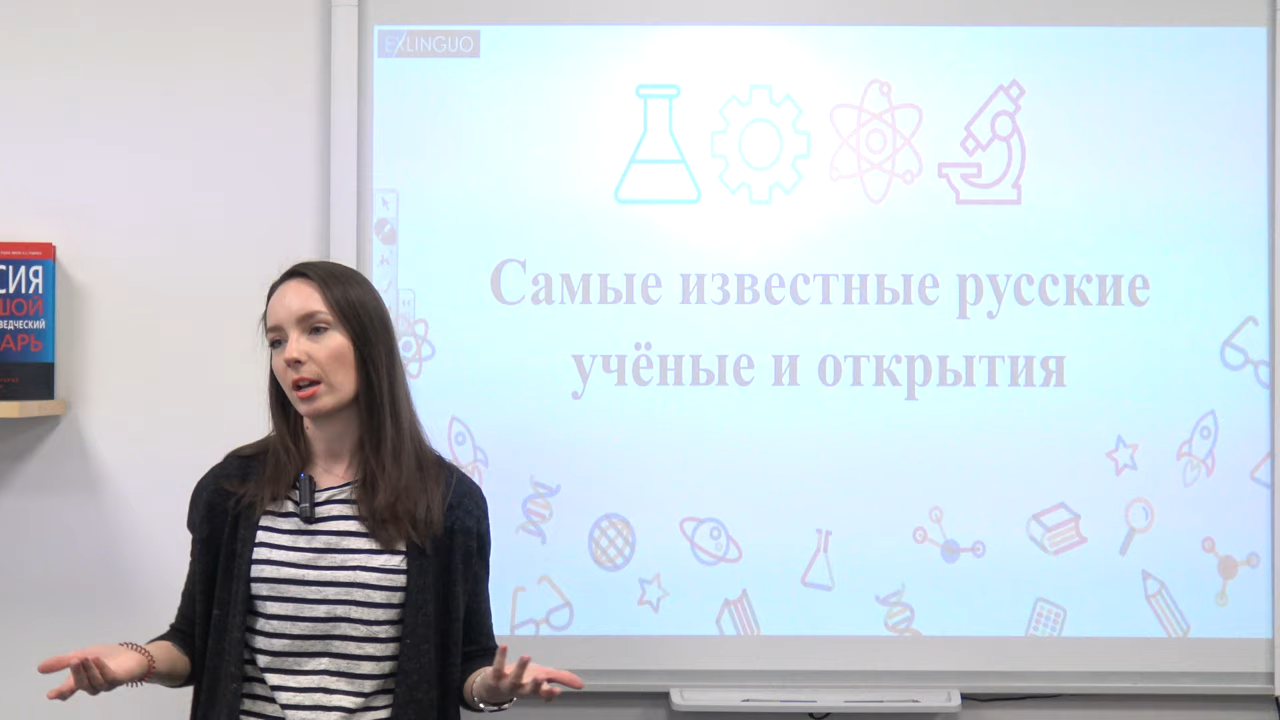 EXLINGUO
Самые известные русские
учёные и открытия
СИЯ
ШОЙ
ВЕДЧЕСКИЙ
АРЬ